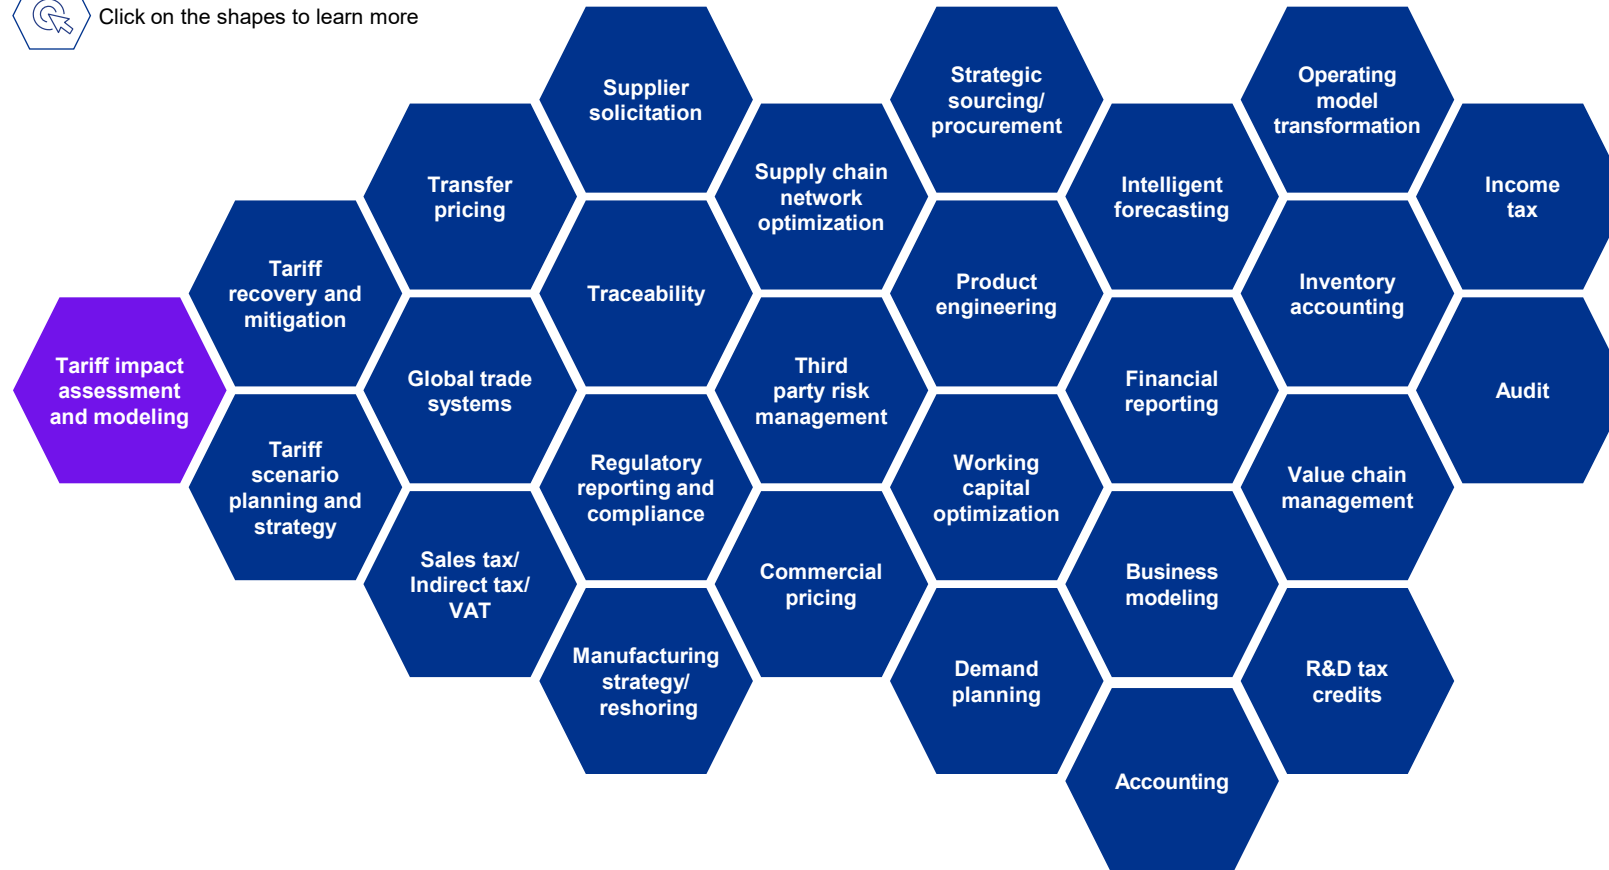 Click on the shapes to learn more
Supplier
solicitation
Strategic
sourcing/
procurement
Operating
model
transformation
Transfer
pricing
Supply chain
network
optimization
Intelligent
forecasting
Income
tax
Tariff
recovery and
mitigation
Traceability
Product
engineering
Inventory
accounting
Tariff impact
assessment
and modeling
Global trade
systems
Third
party risk
management
Financial
reporting
Audit
Tariff
scenario
planning and
strategy
Regulatory
reporting and
compliance
Working
capital
optimization
Value chain
management
Sales tax/
Indirect tax/
VAT
Commercial
pricing
Business
modeling
Manufacturing
strategy/
reshoring
Demand
planning
R&D tax
credits
Accounting